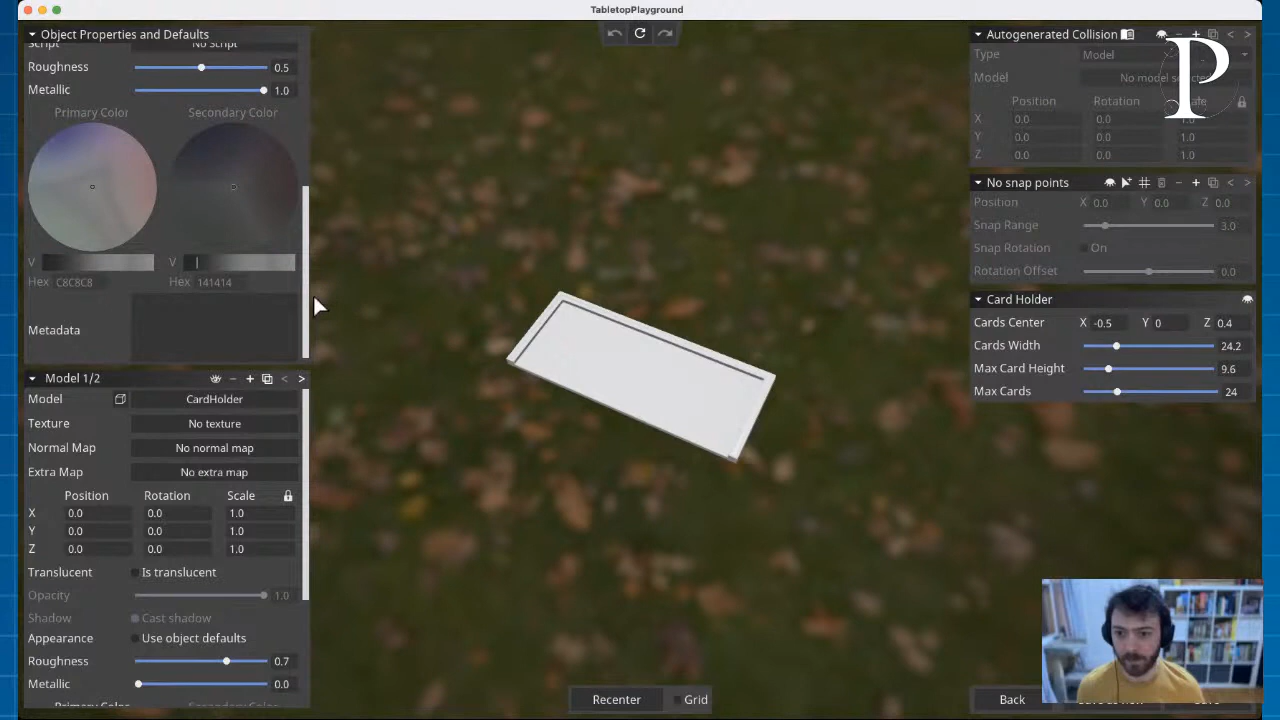 TabletopPlayground
Object Properties and Defaults
Script No Script
Roughness 0.5
Metallic 1.0
Primary Color Secondary Color
V V
Hex C8C8C8 Hex 141414
Metadata
Model 1/2
Model CardHolder
Texture No texture
Normal Map No normal map
Extra Map No extra map
Position Rotation Scale
X 0.0 0.0 1.0
Y 0.0 0.0 1.0
Z 0.0 0.0 1.0
Translucent Is translucent
Opacity 1.0
Shadow Cast shadow
Appearance Use object defaults
Roughness 0.7
Metallic 0.0
Primary Color Secondary Color
Recenter Grid
Autogenerated Collision
Type Model
Model No model selected
Position Rotation Scale
X 0.0 0.0 1.0
Y 0.0 0.0 1.0
Z 0.0 0.0 1.0
P
No snap points
Position X 0.0 Y 0.0 Z 0.0
Snap Range 3.0
Snap Rotation On
Rotation Offset 0.0
Card Holder
Cards Center X -0.5 Y 0 Z 0.4
Cards Width 24.2
Max Card Height 9.6
Max Cards 24
Back